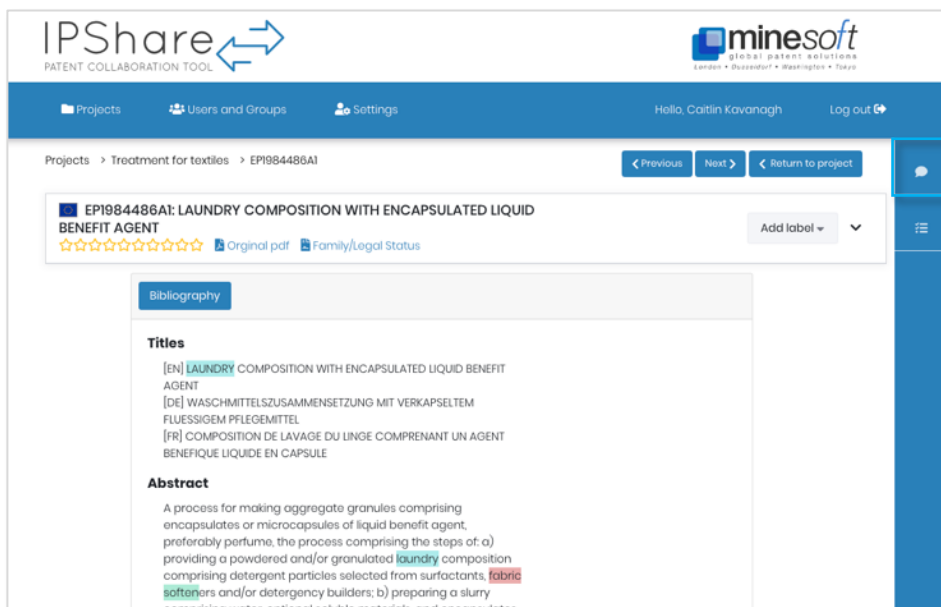 IPShare
PATENT COLLABORATION TOOL
minesoft
global patent solutions
London • Dusseldorf • Washington • Tokyo
Projects Users and Groups Settings Hello, Caitlin Kavanagh Log out
Projects > Treatment for textiles > EP1984486A1 Previous Next Return to project
EP1984486A1: LAUNDRY COMPOSITION WITH ENCAPSULATED LIQUID
BENEFIT AGENT
Add label
Orginal pdf Family/Legal Status
Bibliography
Titles
[EN] LAUNDRY COMPOSITION WITH ENCAPSULATED LIQUID BENEFIT
AGENT
[DE] WASCHMITTELSZUSAMMENSETZUNG MIT VERKAPSELTEM
FLUESSIGEM PFLEGEMITTEL
[FR] COMPOSITION DE LAVAGE DU LINGE COMPRENANT UN AGENT
BENEFIQUE LIQUIDE EN CAPSULE
Abstract
A process for making aggregate granules comprising
encapsulates or microcapsules of liquid benefit agent,
preferably perfume, the process comprising the steps of: a)
providing a powdered and/or granulated laundry composition
comprising detergent particles selected from surfactants, fabric
softeners and/or detergency builders; b) preparing a slurry